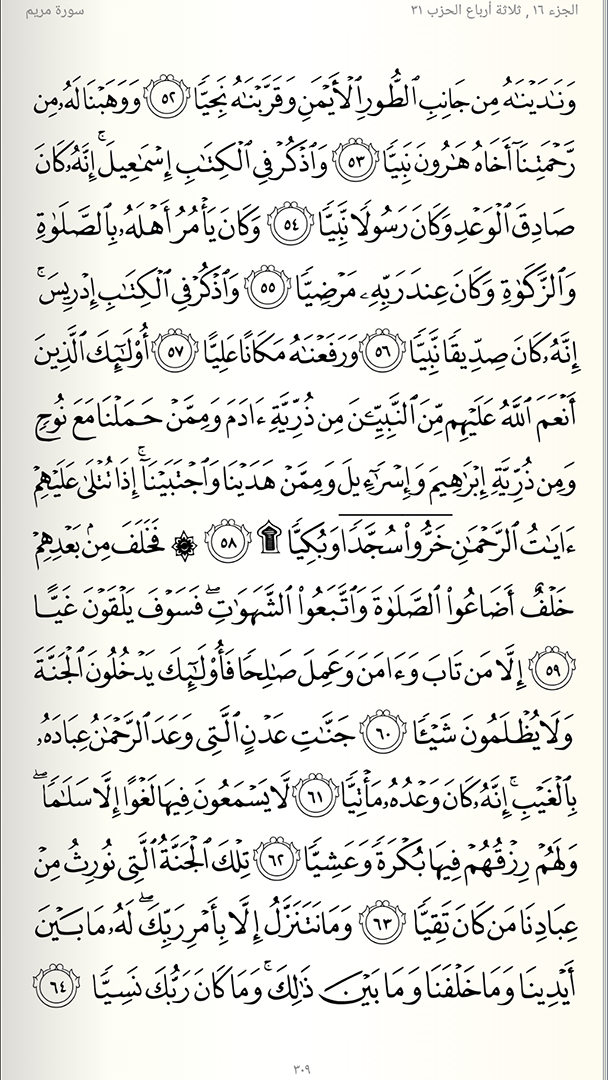 الجزء ١٦, ثلاثة أرباع الحزب ٣١
سورة مريم
وَنَٰدَيْنَٰهُ مِن جَانِبِ ٱلطُّورِ ٱلْأَيْمَنِ وَقَرَّبْنَٰهُ نَجِيًّا ٥٢ وَوَهَبْنَا لَهُۥ مِن
رَّحْمَتِنَآ أَخَاهُ هَٰرُونَ نَبِيًّا ٥٣ وَٱذْكُرْ فِى ٱلْكِتَٰبِ إِسْمَٰعِيلَ ۚ إِنَّهُۥ كَانَ
صَادِقَ ٱلْوَعْدِ وَكَانَ رَسُولًا نَّبِيًّا ٥٤ وَكَانَ يَأْمُرُ أَهْلَهُۥ بِٱلصَّلَوٰةِ
وَٱلزَّكَوٰةِ وَكَانَ عِندَ رَبِّهِۦ مَرْضِيًّا ٥٥ وَٱذْكُرْ فِى ٱلْكِتَٰبِ إِدْرِيسَ ۚ
إِنَّهُۥ كَانَ صِدِّيقًا نَّبِيًّا ٥٦ وَرَفَعْنَٰهُ مَكَانًا عَلِيًّا ٥٧ أُو۟لَٰٓئِكَ ٱلَّذِينَ
أَنْعَمَ ٱللَّهُ عَلَيْهِم مِّنَ ٱلنَّبِيِّۦنَ مِن ذُرِّيَّةِ ءَادَمَ وَمِمَّنْ حَمَلْنَا مَعَ نُوحٍ
وَمِن ذُرِّيَّةِ إِبْرَٰهِيمَ وَإِسْرَٰٓءِيلَ وَمِمَّنْ هَدَيْنَا وَٱجْتَبَيْنَآ ۚ إِذَا تُتْلَىٰ عَلَيْهِمْ
ءَايَٰتُ ٱلرَّحْمَٰنِ خَرُّوا۟ سُجَّدًا وَبُكِيًّا ۩ ٥٨ ۞ فَخَلَفَ مِنۢ بَعْدِهِمْ
خَلْفٌ أَضَاعُوا۟ ٱلصَّلَوٰةَ وَٱتَّبَعُوا۟ ٱلشَّهَوَٰتِ ۖ فَسَوْفَ يَلْقَوْنَ غَيًّا
٥٩ إِلَّا مَن تَابَ وَءَامَنَ وَعَمِلَ صَٰلِحًا فَأُو۟لَٰٓئِكَ يَدْخُلُونَ ٱلْجَنَّةَ
وَلَا يُظْلَمُونَ شَيْـًٔا ٦٠ جَنَّٰتِ عَدْنٍ ٱلَّتِى وَعَدَ ٱلرَّحْمَٰنُ عِبَادَهُۥ
بِٱلْغَيْبِ ۚ إِنَّهُۥ كَانَ وَعْدُهُۥ مَأْتِيًّا ٦١ لَّا يَسْمَعُونَ فِيهَا لَغْوًا إِلَّا سَلَٰمًا ۖ
وَلَهُمْ رِزْقُهُمْ فِيهَا بُكْرَةً وَعَشِيًّا ٦٢ تِلْكَ ٱلْجَنَّةُ ٱلَّتِى نُورِثُ مِنْ
عِبَادِنَا مَن كَانَ تَقِيًّا ٦٣ وَمَا نَتَنَزَّلُ إِلَّا بِأَمْرِ رَبِّكَ ۖ لَهُۥ مَا بَيْنَ
أَيْدِينَا وَمَا خَلْفَنَا وَمَا بَيْنَ ذَٰلِكَ ۚ وَمَا كَانَ رَبُّكَ نَسِيًّا ٦٤
٣٠٩